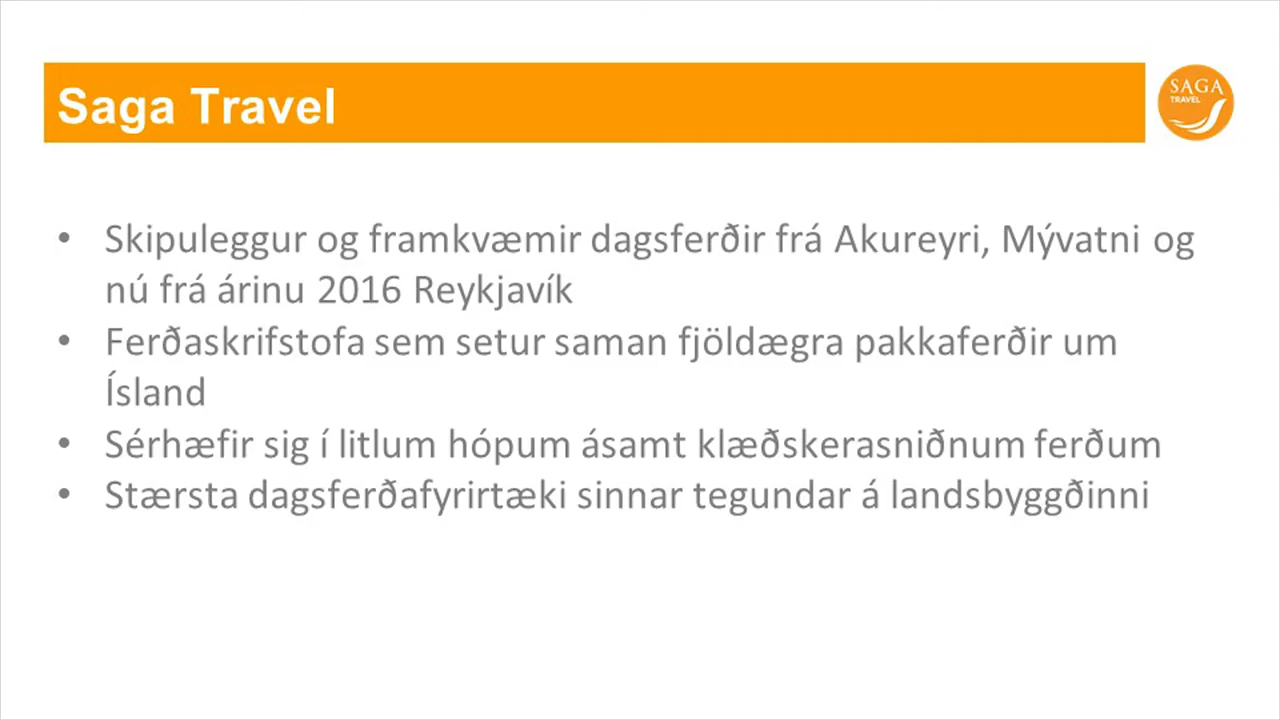 Saga Travel
SAGA
TRAVEL
• Skipuleggur og framkvæmir dagsferðir frá Akureyri, Mývatni og
nú frá árinu 2016 Reykjavík
• Ferðaskrifstofa sem setur saman fjöldægra pakkaferðir um
Ísland
• Sérhæfir sig í litlum hópum ásamt klæðskerasniðnum ferðum
• Stærsta dagsferðafyrirtæki sinnar tegundar á landsbyggðinni